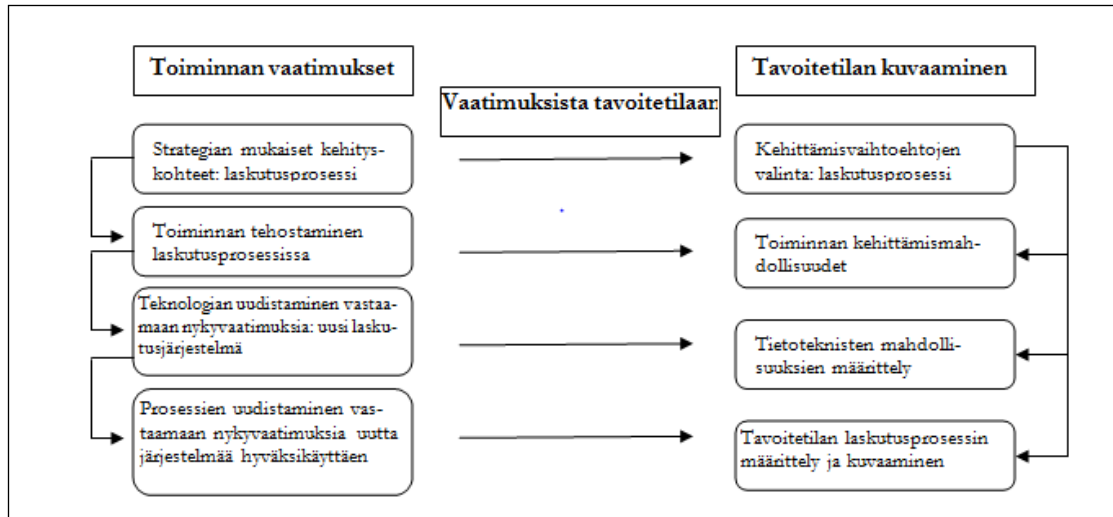 Toiminnan vaatimukset
Vaatimuksista tavoitetilaan
Tavoitetilan kuvaaminen
Strategian mukaiset kehitys-
kohteet: laskutusprosessi
Toiminnan tehostaminen
laskutusprosessissa
Teknologian uudistaminen vastaa-
maan nykyvaatimuksia: uusi lasku-
tusjärjestelmä
Prosessien uudistaminen vas-
taamaan nykyvaatimuksia uutta
järjestelmää hyväksikäyttäen
Kehittämisvaihtoehtojen
valinta: laskutusprosessi
Toiminnan kehittämismah-
dollisuudet
Tietoteknisten mahdolli-
suuksien määrittely
Tavoitetilan laskutusprosessin
määrittely ja kuvaaminen